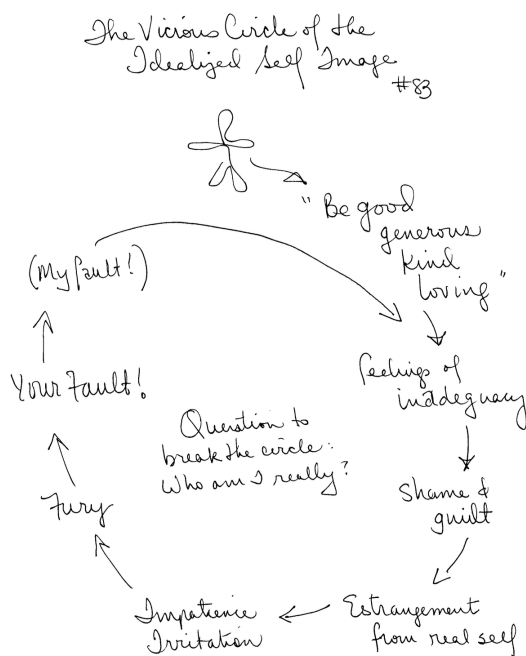 The Vicious Circle of the
Idealized Self Image
#83
"Be good
generous
kind
loving"
(My fault!)
Feelings of
inadequacy
Your Fault!
Question to
break the circle:
Who am I really?
Shame &
guilt
Fury
Estrangement
from real self
Impatience
Irritation